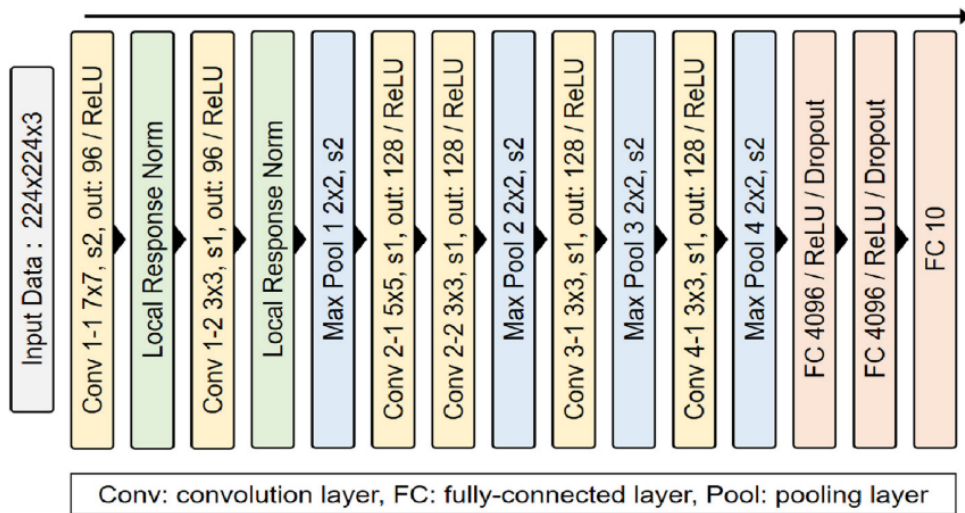 Input Data : 224x224x3
Conv 1-1 7x7, s2, out: 96 / ReLU
Local Response Norm
Conv 1-2 3x3, s1, out: 96 / ReLU
Local Response Norm
Max Pool 1 2x2, s2
Conv 2-1 5x5, s1, out: 128 / ReLU
Conv 2-2 3x3, s1, out: 128 / ReLU
Max Pool 2 2x2, s2
Conv 3-1 3x3, s1, out: 128 / ReLU
Max Pool 3 2x2, s2
Conv 4-1 3x3, s1, out: 128 / ReLU
Max Pool 4 2x2, s2
FC 4096 / ReLU / Dropout
FC 4096 / ReLU / Dropout
FC 10
Conv: convolution layer, FC: fully-connected layer, Pool: pooling layer